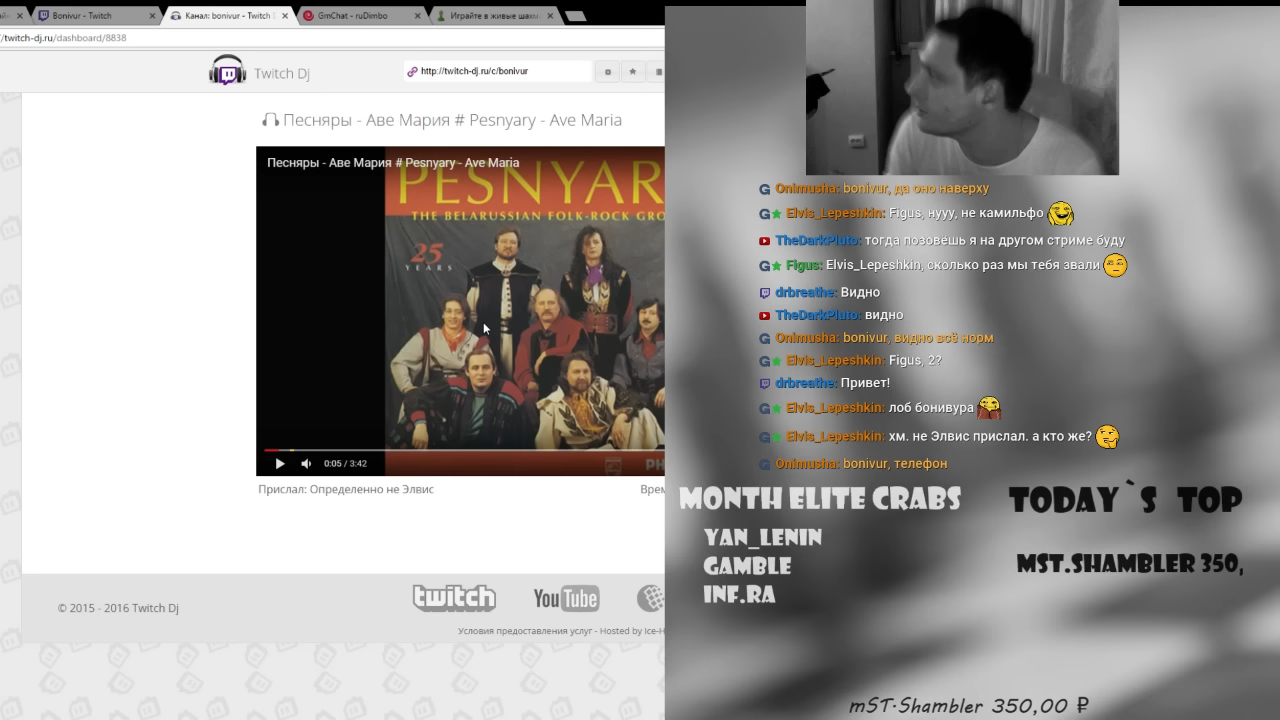 Bonivur - Twitch
Канал: bonivur - Twitch
GmChat - ruDimbo
Играйте в живые шахм
/twitch-dj.ru/dashboard/8838
Twitch Dj
http://twitch-dj.ru/c/bonivur
Песняры - Аве Мария # Pesnyary - Ave Maria
Песняры - Аве Мария # Pesnyary - Ave Maria
PESNYAR
THE BELARUSSIAN FOLK-ROCK GRO
25
YEARS
0:05 / 3:42
PH
Прислал: Определенно не Элвис
Врем
© 2015 - 2016 Twitch Dj
twitch
YouTube
Условия предоставления услуг - Hosted by Ice-H
Onimusha: bonivur, да оно наверху
Elvis_Lepeshkin: Figus, нууу, не камильфо
TheDarkPluto: тогда позовёшь я на другом стриме буду
Figus: Elvis_Lepeshkin, сколько раз мы тебя звали
drbreathe: Видно
TheDarkPluto: видно
Onimusha: bonivur, видно всё норм
Elvis_Lepeshkin: Figus, 2?
drbreathe: Привет!
Elvis_Lepeshkin: лоб бонивура
Elvis_Lepeshkin: хм. не Элвис прислал. а кто же?
Onimusha: bonivur, телефон
MONTH ELITE CRABS
YAN_LENIN
GAMBLE
INF.RA
TODAY`S TOP
MST.SHAMBLER 350,
mST.Shambler 350,00 ₽